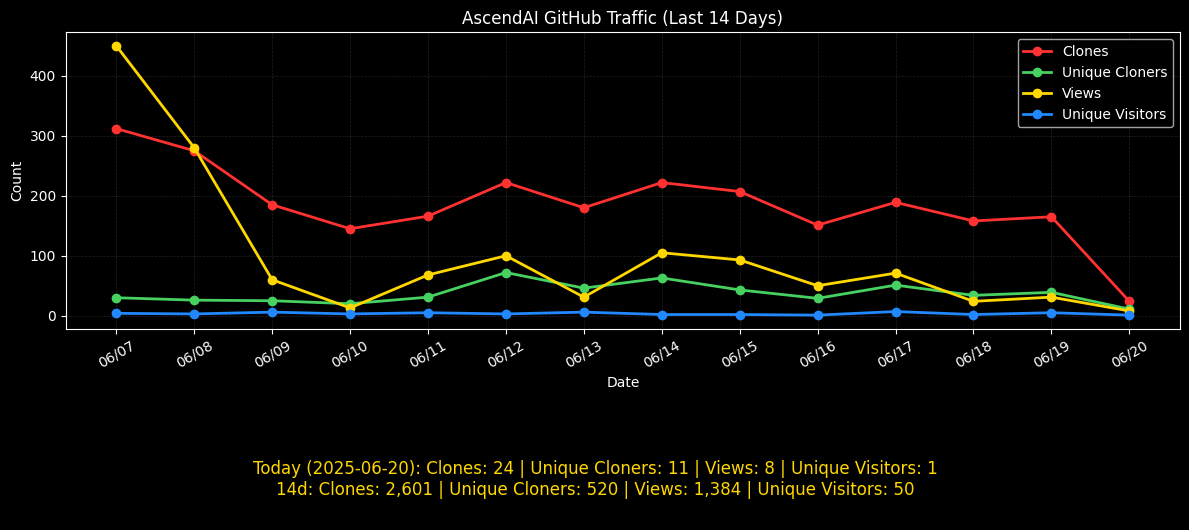 AscendAI GitHub Traffic (Last 14 Days)
Clones
Unique Cloners
Views
Unique Visitors
Count
400
300
200
100
0
06/07 06/08 06/09 06/10 06/11 06/12 06/13 06/14 06/15 06/16 06/17 06/18 06/19 06/20
Date
Today (2025-06-20): Clones: 24 | Unique Cloners: 11 | Views: 8 | Unique Visitors: 1
14d: Clones: 2,601 | Unique Cloners: 520 | Views: 1,384 | Unique Visitors: 50